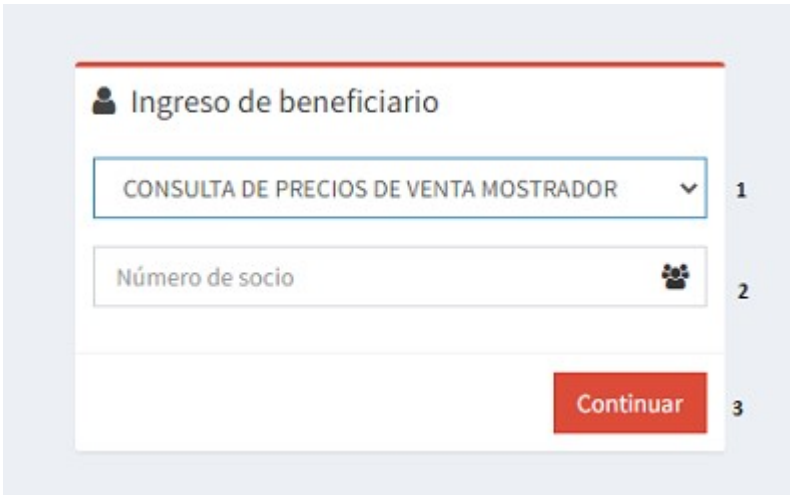 Ingreso de beneficiario
CONSULTA DE PRECIOS DE VENTA MOSTRADOR
1
Número de socio
2
Continuar
3